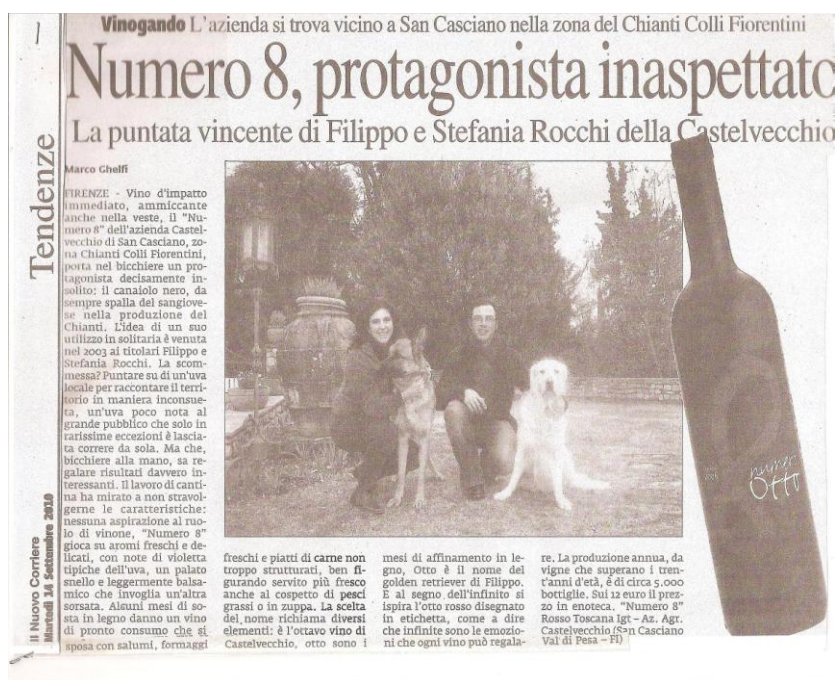 1
Vinogando L'azienda si trova vicino a San Casciano nella zona del Chianti Colli Fiorentini
Numero 8, protagonista inaspettato
La puntata vincente di Filippo e Stefania Rocchi della Castelvecchio
Tendenze
Il Nuovo Corriere
Martedì 14 Settembre 2010
Marco Ghelfi
FIRENZE - Vino d'impatto
immediato, ammiccante
anche nella veste, il "Nu-
mero 8" dell'azienda Castel-
vecchio di San Casciano, zo-
na Chianti Colli Fiorentini,
porta nel bicchiere un pro-
tagonista decisamente in-
solito: il canaiolo nero, da
sempre spalla del sangiove-
se nella produzione del
Chianti. L'idea di un suo
utilizzo in solitaria è venuta
nel 2003 ai titolari Filippo e
Stefania Rocchi. La scom-
messa? Puntare su di un'uva
locale per raccontare il terri-
torio in maniera inconsue-
ta, un'uva poco nota al
grande pubblico che solo in
rarissime eccezioni è lascia-
ta correre da sola. Ma che,
bicchiere alla mano, sa re-
galare risultati davvero in-
teressanti. Il lavoro di canti-
na ha mirato a non stravol-
gerne le caratteristiche:
nessuna aspirazione al ruo-
lo di vinone, "Numero 8"
gioca su aromi freschi e de-
licati, con note di violetta
tipiche dell'uva, un palato
snello e leggermente balsa-
mico che invoglia un'altra
sorsata. Alcuni mesi di so-
sta in legno danno un vino
di pronto consumo che si
sposa con salumi, formaggi
freschi e piatti di carne non
troppo strutturati, ben fi-
gurando servito più fresco
anche al cospetto di pesci
grassi o in zuppa. La scelta
del nome richiama diversi
elementi: è l'ottavo vino di
Castelvecchio, otto sono i
mesi di affinamento in le-
gno, Otto è il nome del
golden retriever di Filippo.
E al segno dell'infinito si
ispira l'otto rosso disegnato
in etichetta, come a dire
che infinite sono le emozio-
ni che ogni vino può regala-
re. La produzione annua, da
vigne che superano i tren-
t'anni d'età, è di circa 5.000
bottiglie. Sui 12 euro il prez-
zo in enoteca. "Numero 8"
Rosso Toscana Igt - Az. Agr.
Castelvecchio (San Casciano
Val di Pesa - FI)
numero
Otto